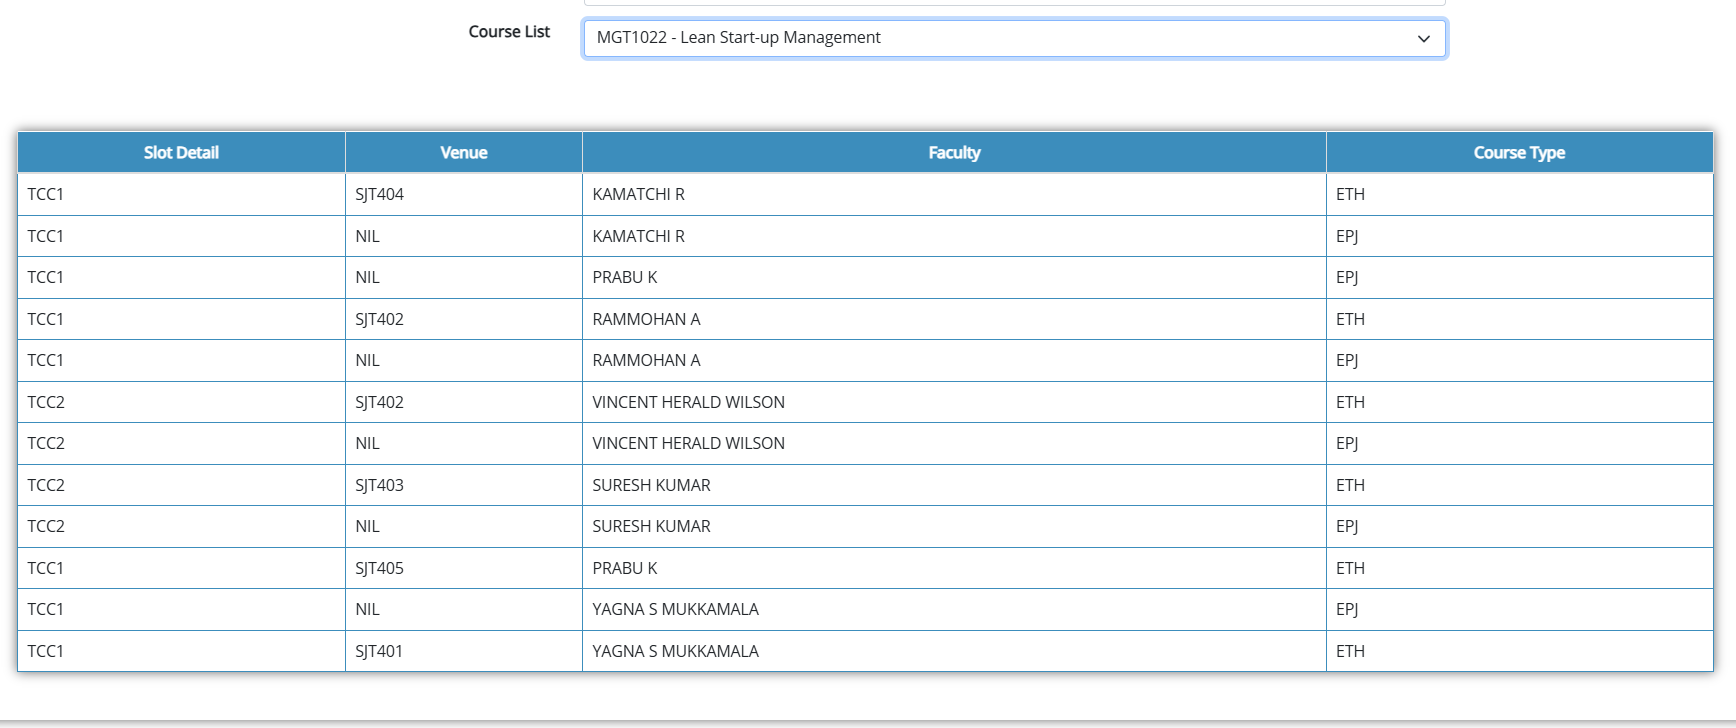 Course List MGT1022 - Lean Start-up Management
Slot Detail Venue Faculty Course Type
TCC1 SJT404 KAMATCHI R ETH
TCC1 NIL KAMATCHI R EPJ
TCC1 NIL PRABU K EPJ
TCC1 SJT402 RAMMOHAN A ETH
TCC1 NIL RAMMOHAN A EPJ
TCC2 SJT402 VINCENT HERALD WILSON ETH
TCC2 NIL VINCENT HERALD WILSON EPJ
TCC2 SJT403 SURESH KUMAR ETH
TCC2 NIL SURESH KUMAR EPJ
TCC1 SJT405 PRABU K ETH
TCC1 NIL YAGNA S MUKKAMALA EPJ
TCC1 SJT401 YAGNA S MUKKAMALA ETH